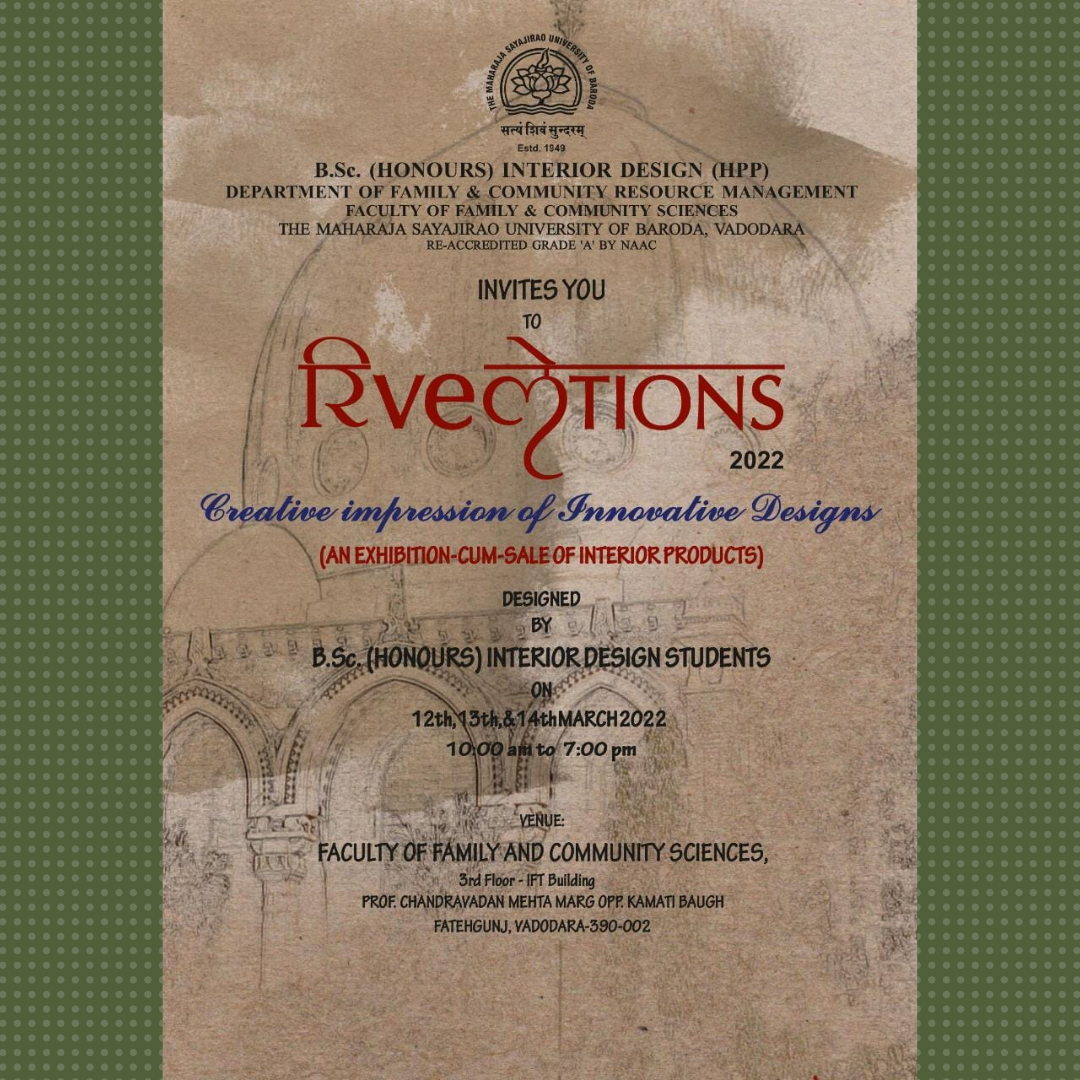 THE MAHARAJA SAYAJIRAO UNIVERSITY OF BARODA
सत्यं शिवं सुन्दरम्
Estd. 1949
B.Sc. (HONOURS) INTERIOR DESIGN (HPP)
DEPARTMENT OF FAMILY & COMMUNITY RESOURCE MANAGEMENT
FACULTY OF FAMILY & COMMUNITY SCIENCES
THE MAHARAJA SAYAJIRAO UNIVERSITY OF BARODA, VADODARA
RE-ACCREDITED GRADE 'A' BY NAAC
INVITES YOU
TO
रिveलेTIONS
2022
Creative impression of Innovative Designs
(AN EXHIBITION-CUM-SALE OF INTERIOR PRODUCTS)
DESIGNED
BY
B.Sc. (HONOURS) INTERIOR DESIGN STUDENTS
ON
12th,13th,&14thMARCH2022
10:00 am to 7:00 pm
VENUE:
FACULTY OF FAMILY AND COMMUNITY SCIENCES,
3rd Floor - IFT Building
PROF. CHANDRAVADAN MEHTA MARG OPP. KAMATI BAUGH
FATEHGUNJ, VADODARA-390-002